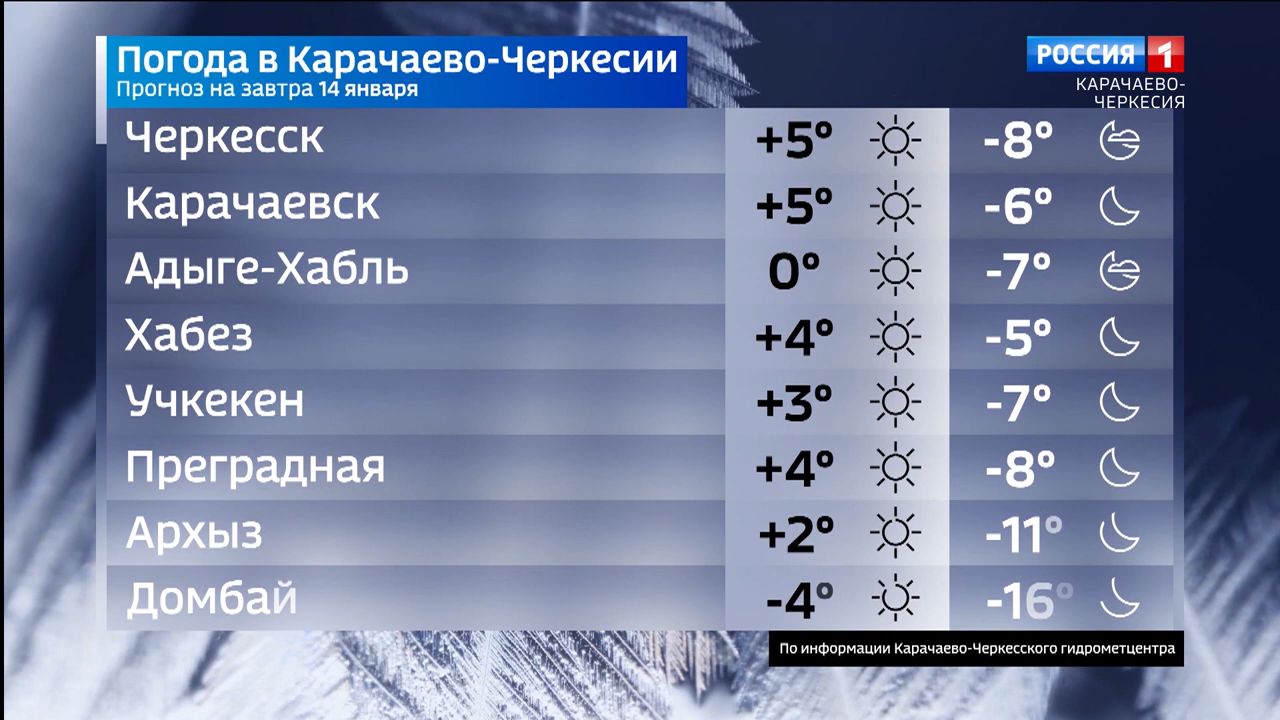 Погода в Карачаево-Черкесии
Прогноз на завтра 14 января
РОССИЯ 1
КАРАЧАЕВО-
ЧЕРКЕСИЯ
Черкесск +5° -8°
Карачаевск +5° -6°
Адыге-Хабль 0° -7°
Хабез +4° -5°
Учкекен +3° -7°
Преградная +4° -8°
Архыз +2° -11°
Домбай -4° -16°
По информации Карачаево-Черкесского гидрометцентра